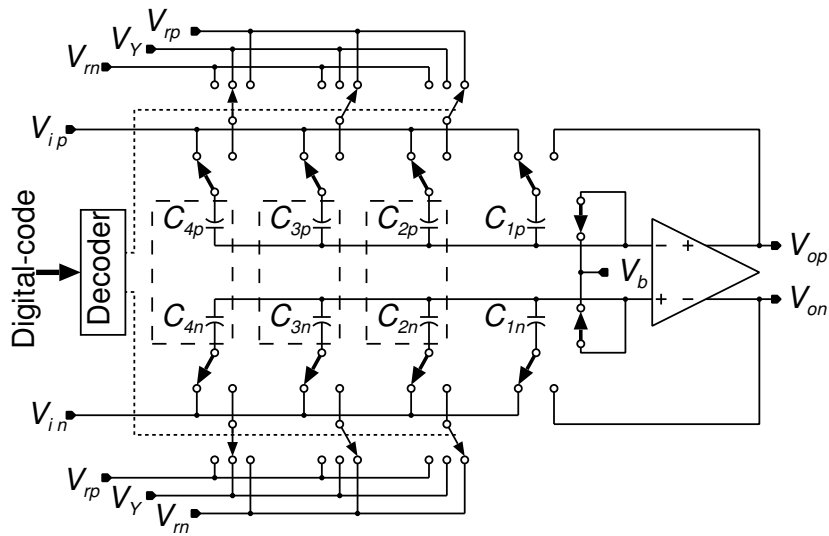 V_rp
V_Y
V_rn
V_ip
C_4p C_3p C_2p C_1p
Digital-code
Decoder
− +
V_op
V_b
+ −
V_on
C_4n C_3n C_2n C_1n
V_in
V_rp
V_Y
V_rn